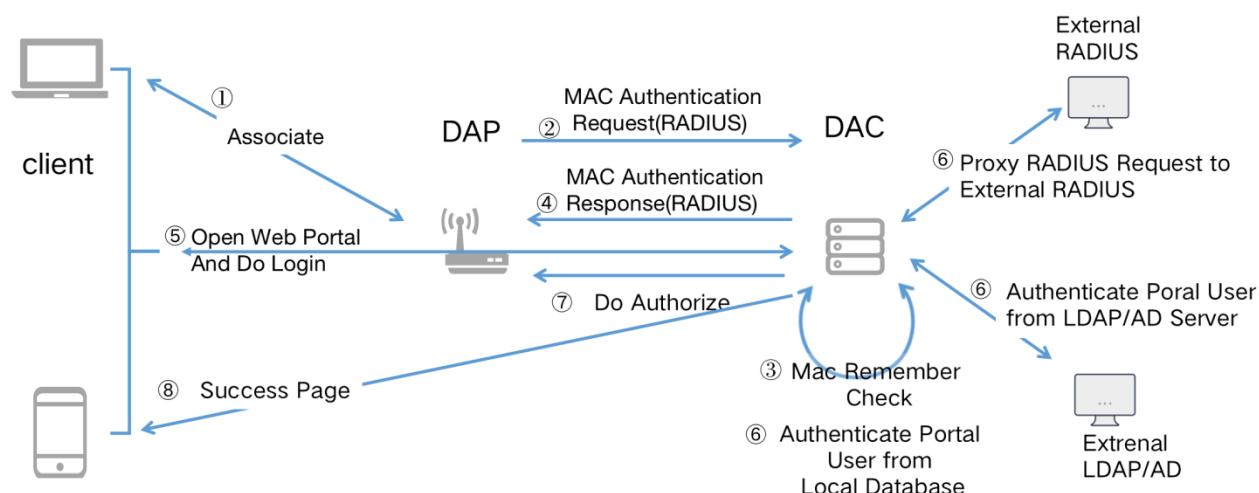 External
RADIUS
①
MAC Authentication
② Request(RADIUS)
DAP
DAC
Associate
client
⑥ Proxy RADIUS Request to
External RADIUS
MAC Authentication
④ Response(RADIUS)
⑤ Open Web Portal
And Do Login
⑦ Do Authorize
⑥ Authenticate Poral User
from LDAP/AD Server
③ Mac Remember
Check
⑧ Success Page
⑥ Authenticate Portal
User from
Local Database
Extrenal
LDAP/AD